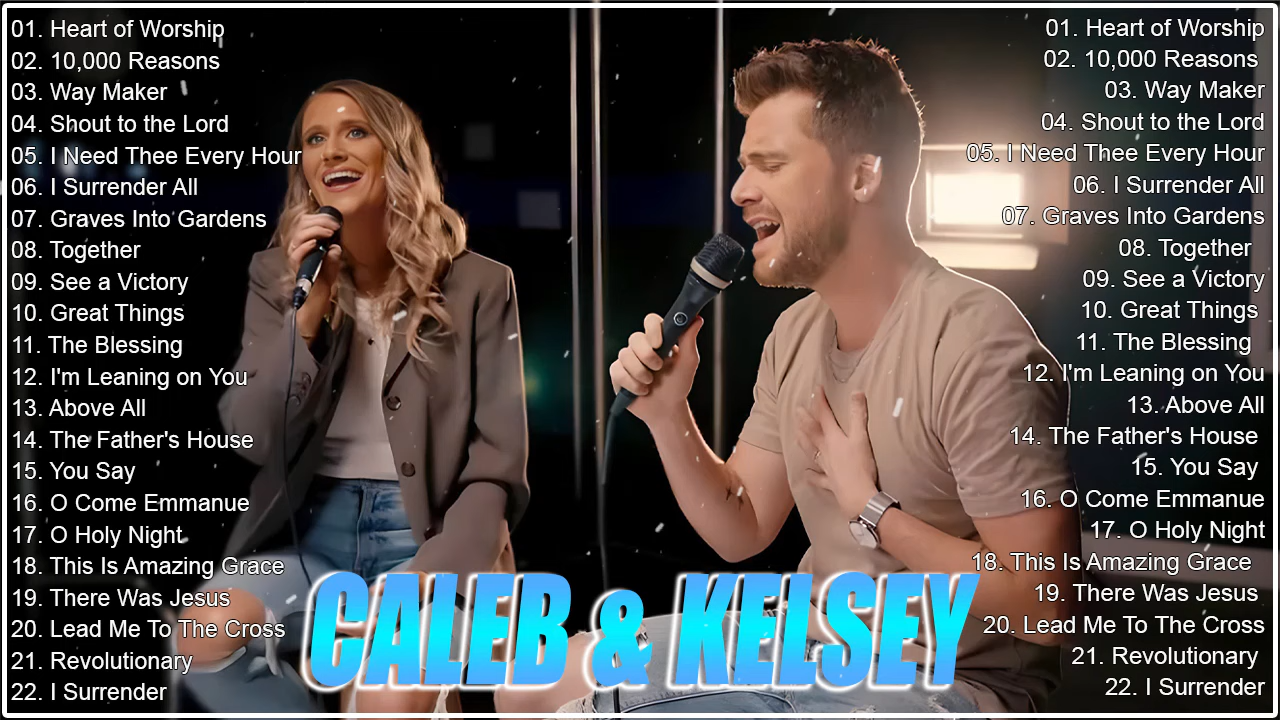 01. Heart of Worship
02. 10,000 Reasons
03. Way Maker
04. Shout to the Lord
05. I Need Thee Every Hour
06. I Surrender All
07. Graves Into Gardens
08. Together
09. See a Victory
10. Great Things
11. The Blessing
12. I'm Leaning on You
13. Above All
14. The Father's House
15. You Say
16. O Come Emmanue
17. O Holy Night
18. This Is Amazing Grace
19. There Was Jesus
20. Lead Me To The Cross
21. Revolutionary
22. I Surrender
CALEB & KELSEY
01. Heart of Worship
02. 10,000 Reasons
03. Way Maker
04. Shout to the Lord
05. I Need Thee Every Hour
06. I Surrender All
07. Graves Into Gardens
08. Together
09. See a Victory
10. Great Things
11. The Blessing
12. I'm Leaning on You
13. Above All
14. The Father's House
15. You Say
16. O Come Emmanue
17. O Holy Night
18. This Is Amazing Grace
19. There Was Jesus
20. Lead Me To The Cross
21. Revolutionary
22. I Surrender